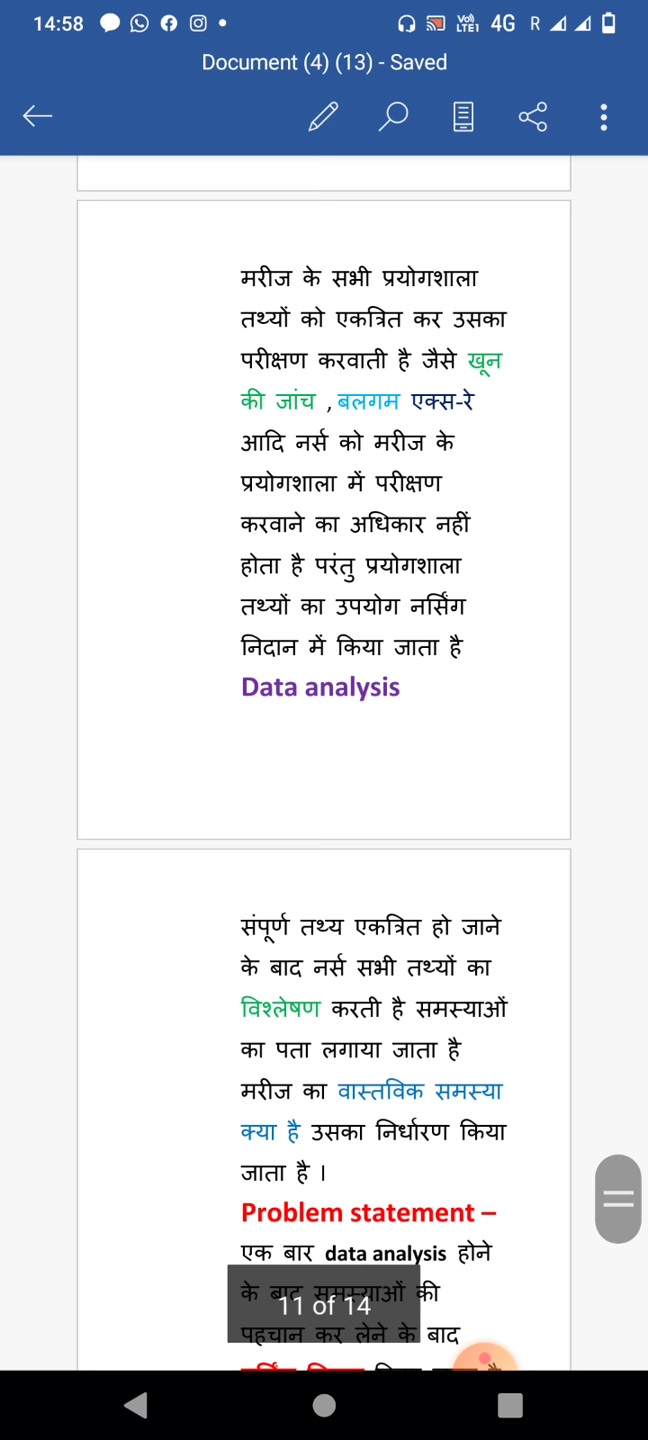 14:58 4G R
Document (4) (13) - Saved
मरीज के सभी प्रयोगशाला
तथ्यों को एकत्रित कर उसका
परीक्षण करवाती है जैसे खून
की जांच , बलगम एक्स-रे
आदि नर्स को मरीज के
प्रयोगशाला में परीक्षण
करवाने का अधिकार नहीं
होता है परंतु प्रयोगशाला
तथ्यों का उपयोग नर्सिंग
निदान में किया जाता है
Data analysis
संपूर्ण तथ्य एकत्रित हो जाने
के बाद नर्स सभी तथ्यों का
विश्लेषण करती है समस्याओं
का पता लगाया जाता है
मरीज का वास्तविक समस्या
क्या है उसका निर्धारण किया
जाता है ।
Problem statement –
एक बार data analysis होने
के बाद समस्याओं की
11 of 14
पहचान कर लेने के बाद